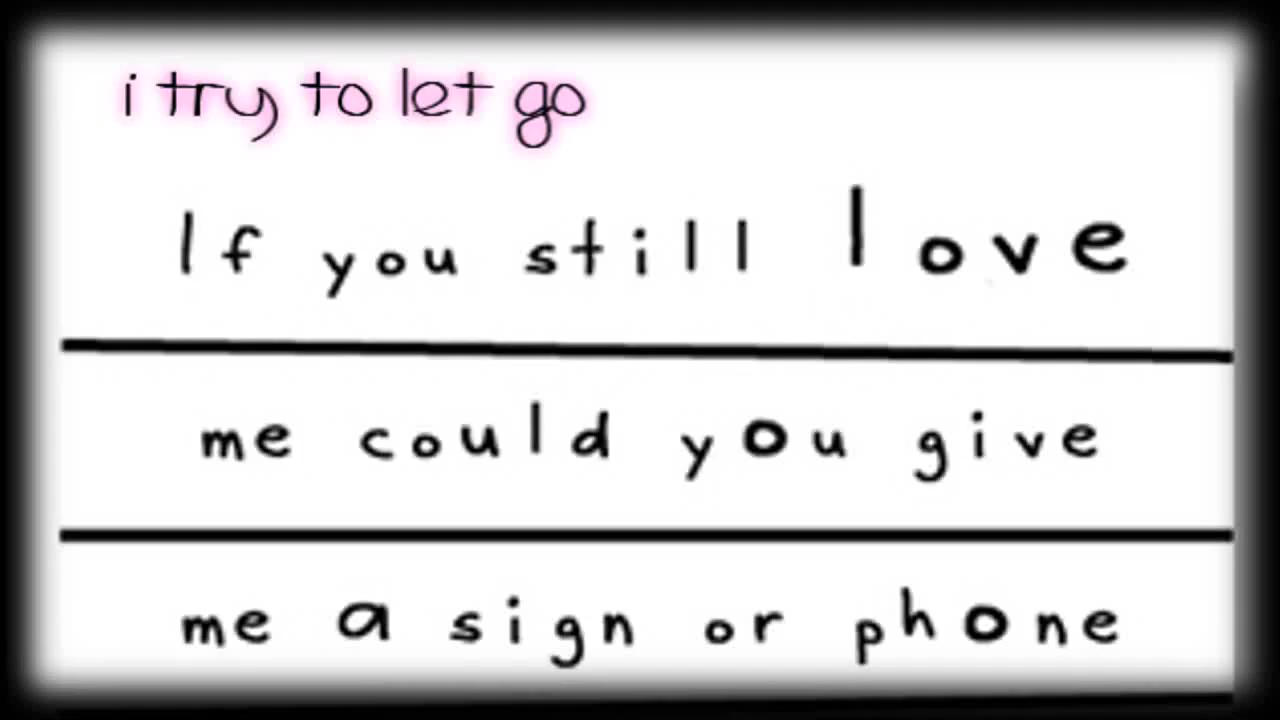 i try to let go
If you still love
me could you give
me a sign or phone